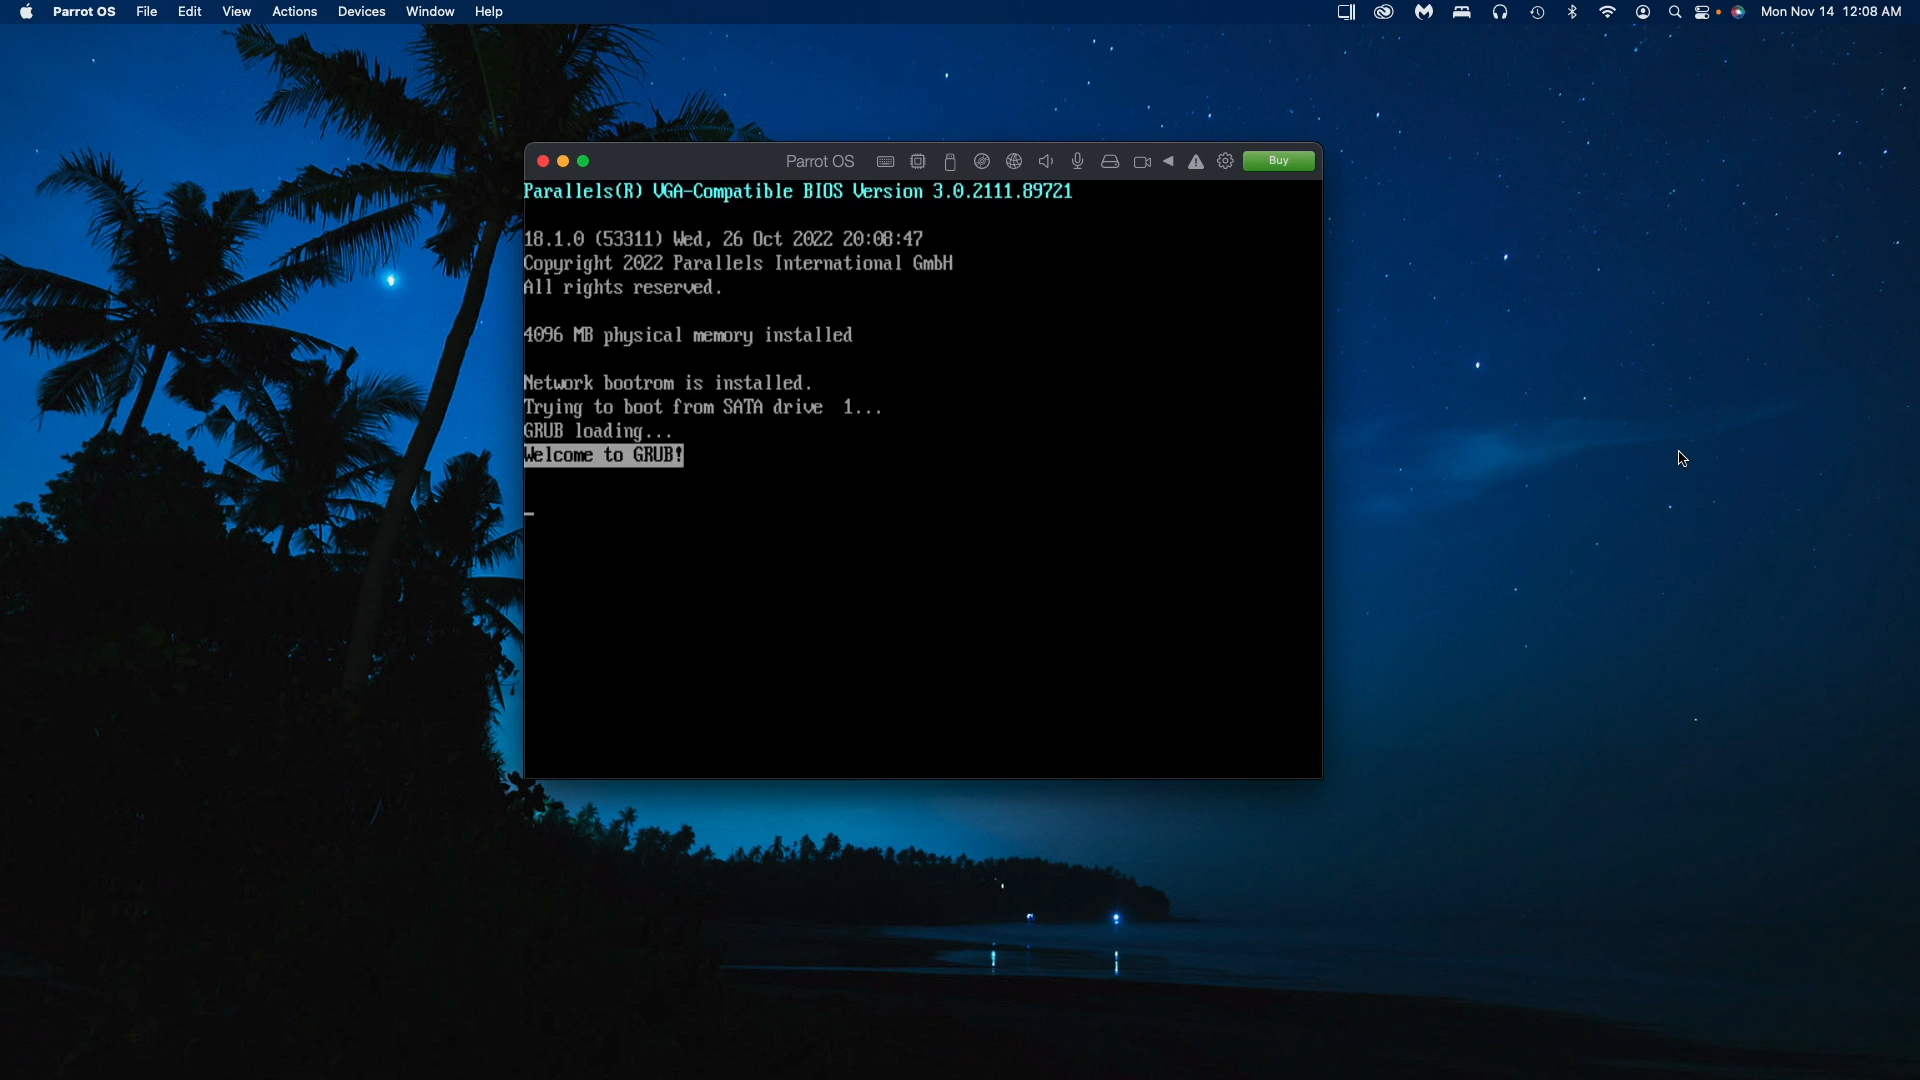 Parrot OS File Edit View Actions Devices Window Help Mon Nov 14 12:08 AM
Parrot OS Buy
Parallels(R) VGA-Compatible BIOS Version 3.0.2111.89721
18.1.0 (53311) Wed, 26 Oct 2022 20:08:47
Copyright 2022 Parallels International GmbH
All rights reserved.
4096 MB physical memory installed
Network bootrom is installed.
Trying to boot from SATA drive 1...
GRUB loading...
Welcome to GRUB!